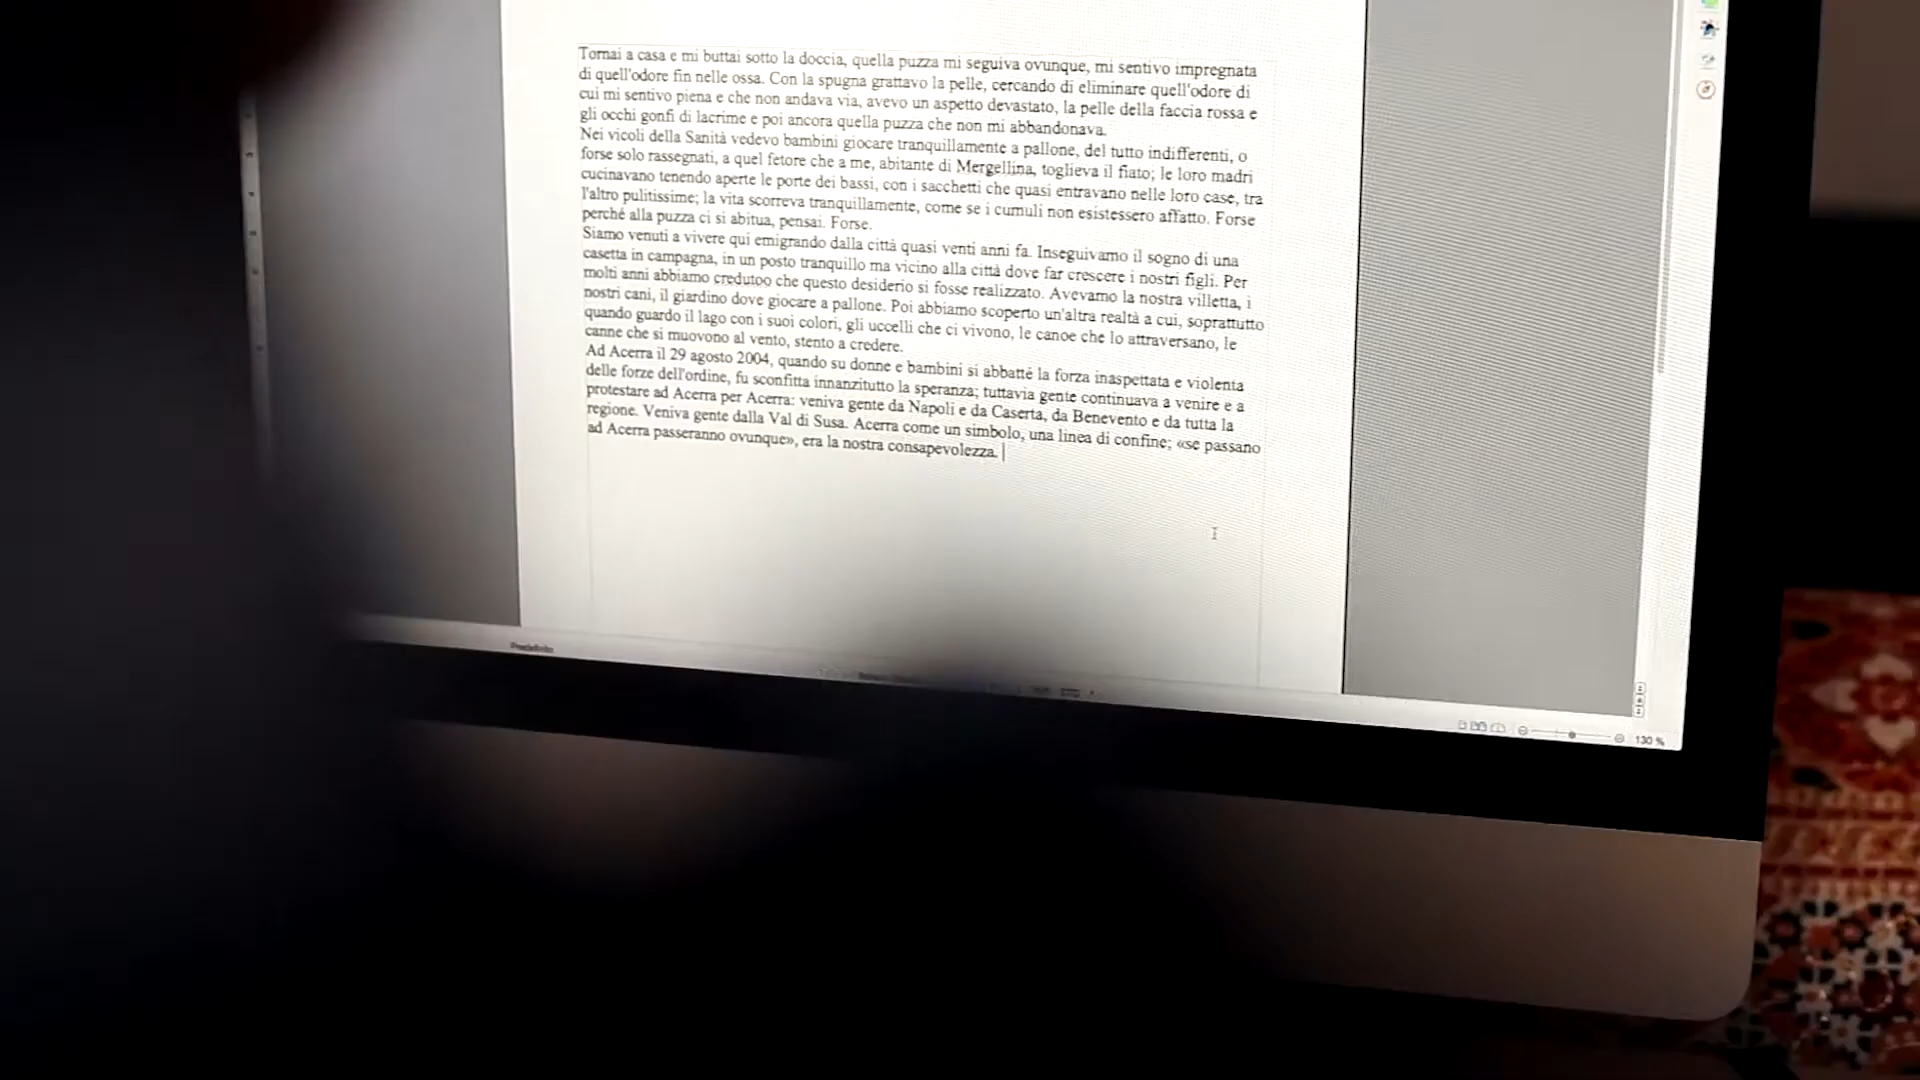 Tornai a casa e mi buttai sotto la doccia, quella puzza mi seguiva ovunque, mi sentivo impregnata
di quell'odore fin nelle ossa. Con la spugna grattavo la pelle, cercando di eliminare quell'odore di
cui mi sentivo piena e che non andava via, avevo un aspetto devastato, la pelle della faccia rossa e
gli occhi gonfi di lacrime e poi ancora quella puzza che non mi abbandonava.
Nei vicoli della Sanità vedevo bambini giocare tranquillamente a pallone, del tutto indifferenti, o
forse solo rassegnati, a quel fetore che a me, abitante di Mergellina, toglieva il fiato; le loro madri
cucinavano tenendo aperte le porte dei bassi, con i sacchetti che quasi entravano nelle loro case, tra
l'altro pulitissime; la vita scorreva tranquillamente, come se i cumuli non esistessero affatto. Forse
perché alla puzza ci si abitua, pensai. Forse.
Siamo venuti a vivere qui emigrando dalla città quasi venti anni fa. Inseguivamo il sogno di una
casetta in campagna, in un posto tranquillo ma vicino alla città dove far crescere i nostri figli. Per
molti anni abbiamo credutoo che questo desiderio si fosse realizzato. Avevamo la nostra villetta, i
nostri cani, il giardino dove giocare a pallone. Poi abbiamo scoperto un'altra realtà a cui, soprattutto
quando guardo il lago con i suoi colori, gli uccelli che ci vivono, le canoe che lo attraversano, le
canne che si muovono al vento, stento a credere.
Ad Acerra il 29 agosto 2004, quando su donne e bambini si abbatté la forza inaspettata e violenta
delle forze dell'ordine, fu sconfitta innanzitutto la speranza; tuttavia gente continuava a venire e a
protestare ad Acerra per Acerra: veniva gente da Napoli e da Caserta, da Benevento e da tutta la
regione. Veniva gente dalla Val di Susa. Acerra come un simbolo, una linea di confine; «se passano
ad Acerra passeranno ovunque», era la nostra consapevolezza.
Predefinito
130 %